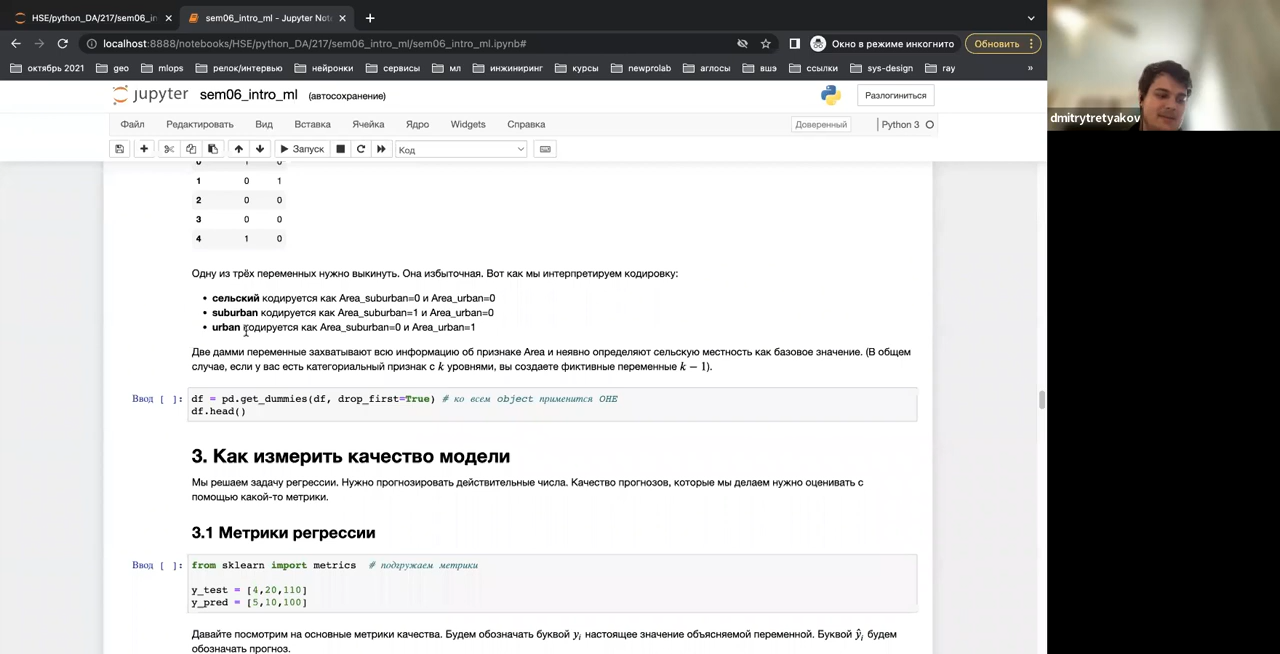 HSE/python_DA/217/sem06_in
sem06_intro_ml - Jupyter Not
localhost:8888/notebooks/HSE/python_DA/217/sem06_intro_ml/sem06_intro_ml.ipynb#
Окно в режиме инкогнито
Обновить
октябрь 2021 geo mlops релок/интервью нейронки сервисы мл инжиниринг курсы newprolab аглосы вшэ ссылки sys-design ray »
jupyter sem06_intro_ml (автосохранение)
Разлогиниться
Файл Редактировать Вид Вставка Ячейка Ядро Widgets Справка
Доверенный Python 3
Запуск Код
0 1 0
1 0 1
2 0 0
3 0 0
4 1 0
Одну из трёх переменных нужно выкинуть. Она избыточная. Вот как мы интерпретируем кодировку:
• сельский кодируется как Area_suburban=0 и Area_urban=0
• suburban кодируется как Area_suburban=1 и Area_urban=0
• urban кодируется как Area_suburban=0 и Area_urban=1
Две дамми переменные захватывают всю информацию об признаке Area и неявно определяют сельскую местность как базовое значение. (В общем
случае, если у вас есть категориальный признак с k уровнями, вы создаете фиктивные переменные k − 1).
Ввод [ ]: df = pd.get_dummies(df, drop_first=True) # ко всем object применится OHE
df.head()
3. Как измерить качество модели
Мы решаем задачу регрессии. Нужно прогнозировать действительные числа. Качество прогнозов, которые мы делаем нужно оценивать с
помощью какой-то метрики.
3.1 Метрики регрессии
Ввод [ ]: from sklearn import metrics # подгружаем метрики
y_test = [4,20,110]
y_pred = [5,10,100]
Давайте посмотрим на основные метрики качества. Будем обозначать буквой yᵢ настоящее значение объясняемой переменной. Буквой ŷᵢ будем
обозначать прогноз.
dmitrytretyakov